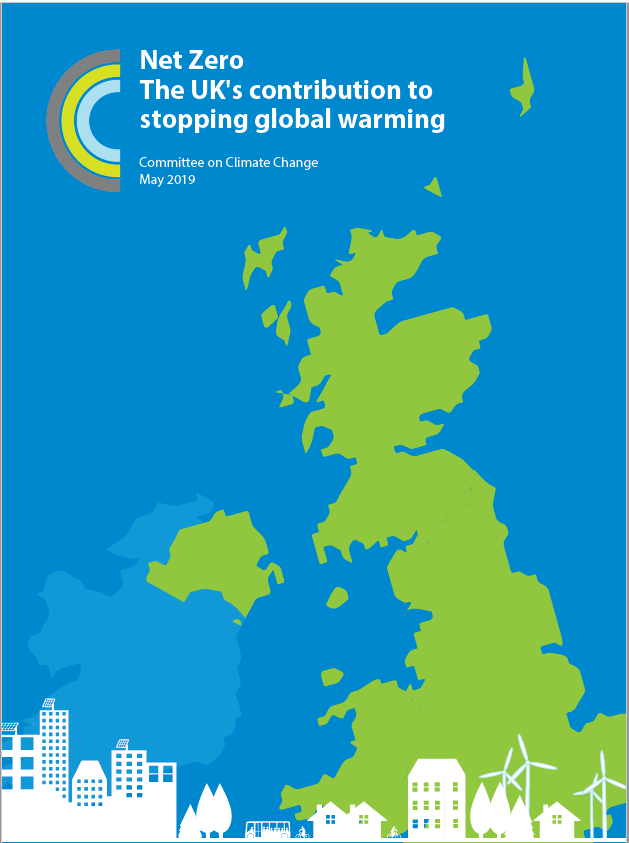 Net Zero
The UK's contribution to
stopping global warming
Committee on Climate Change
May 2019